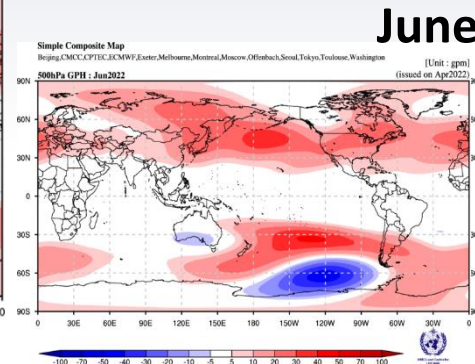 June
Simple Composite Map
Beijing,CMCC,CPTEC,ECMWF,Exeter,Melbourne,Montreal,Moscow,Offenbach,Seoul,Tokyo,Toulouse,Washington
[Unit : gpm]
500hPa GPH : Jun2022
(issued on Apr2022)
90N
60N
30N
0
30S
60S
90S
0 30E 60E 90E 120E 150E 180 150W 120W 90W 60W 30W 0
-100 -70 -50 -40 -30 -20 -10 -5 5 10 20 30 40 50 70 100